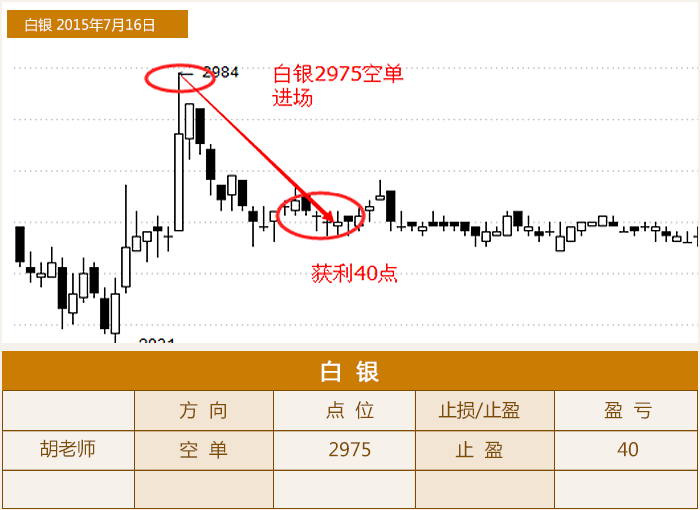 白银 2015年7月16日
2984
白银2975空单
进场
获利40点
白 银
方 向 点 位 止损/止盈 盈 亏
胡老师 空 单 2975 止 盈 40